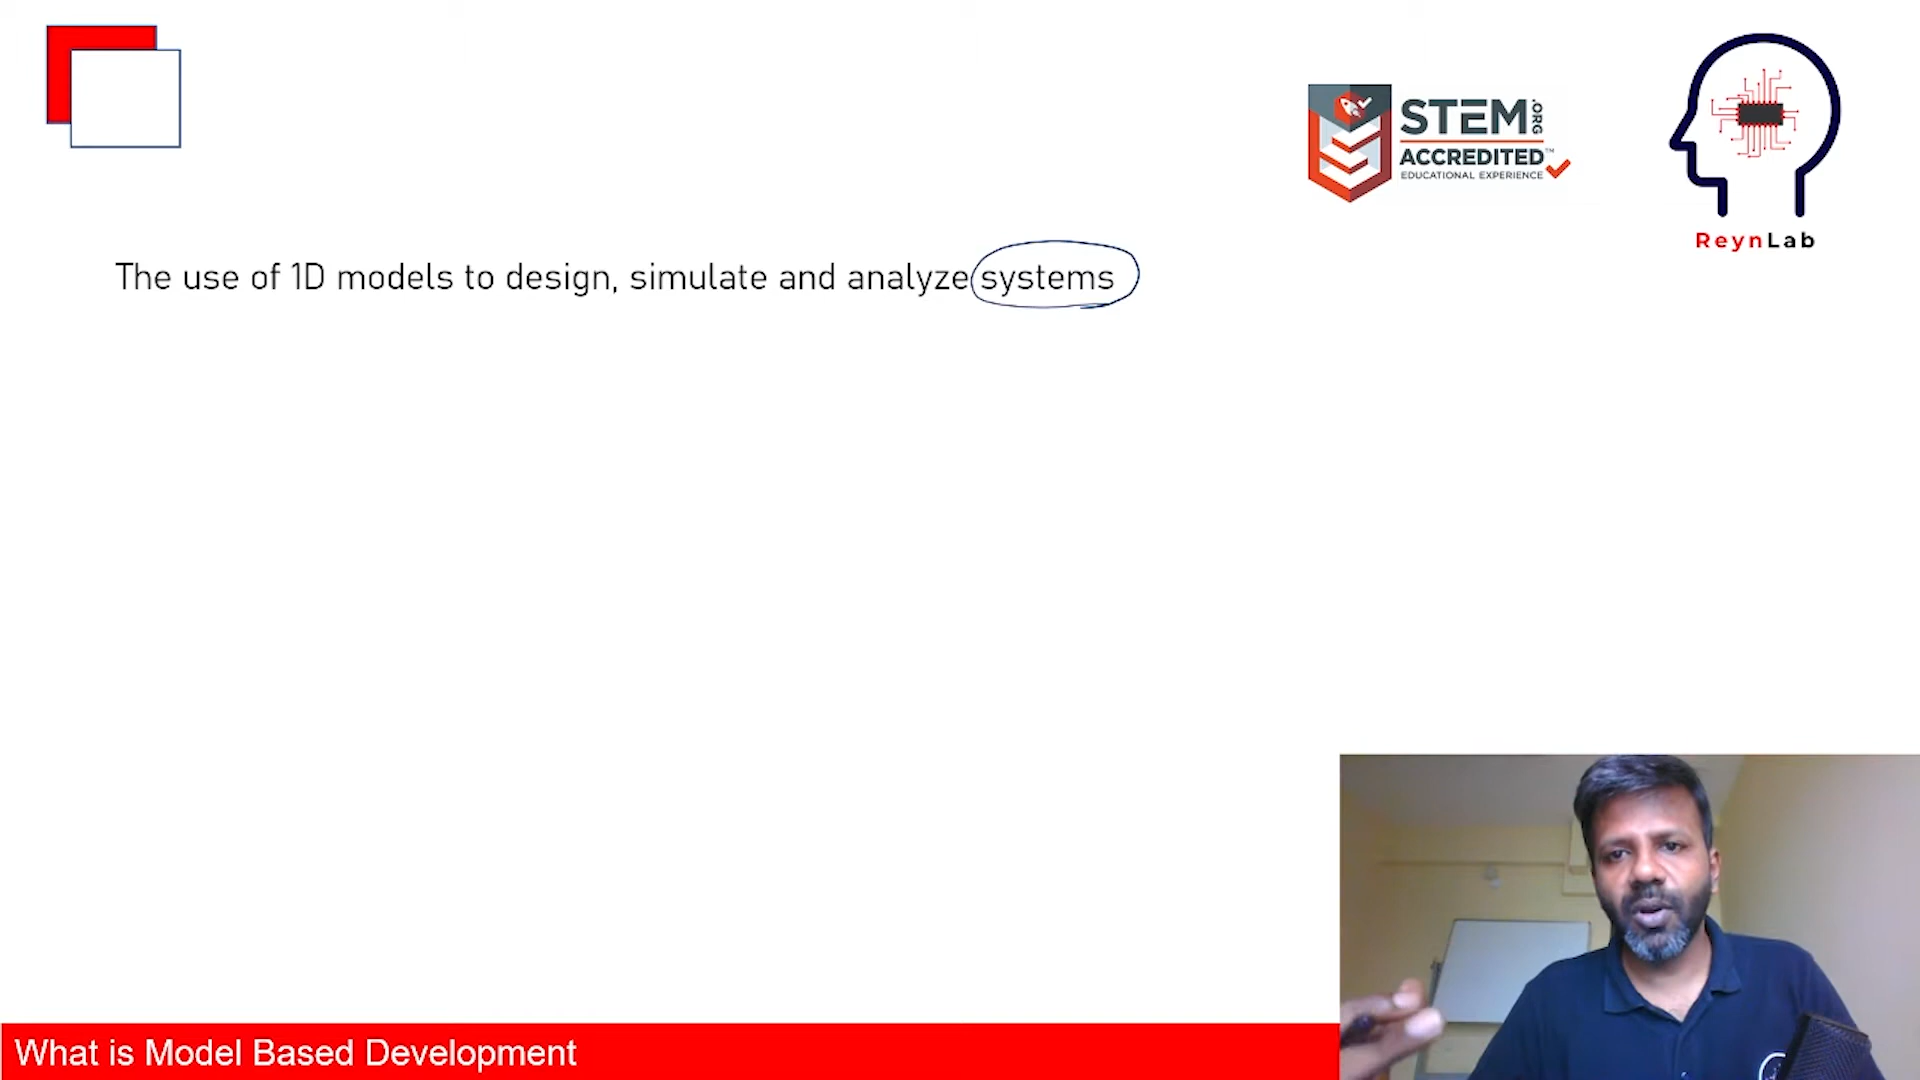 STEM.ORG
ACCREDITED™
EDUCATIONAL EXPERIENCE
ReynLab
The use of 1D models to design, simulate and analyze systems
What is Model Based Development